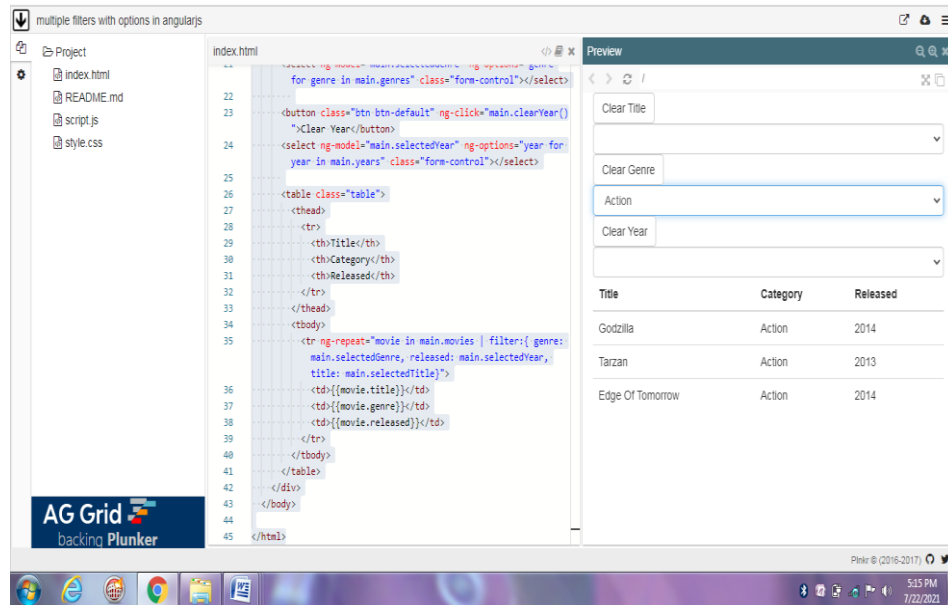 multiple filters with options in angularjs
Project
index.html
README.md
script.js
style.css
AG Grid
backing Plunker
index.html
for genre in main.genres" class="form-control"></select>
22
23 <button class="btn btn-default" ng-click="main.clearYear()
">Clear Year</button>
24 <select ng-model="main.selectedYear" ng-options="year for
year in main.years" class="form-control"></select>
25
26 <table class="table">
27 <thead>
28 <tr>
29 <th>Title</th>
30 <th>Category</th>
31 <th>Released</th>
32 </tr>
33 </thead>
34 <tbody>
35 <tr ng-repeat="movie in main.movies | filter:{ genre:
main.selectedGenre, released: main.selectedYear,
title: main.selectedTitle}">
36 <td>{{movie.title}}</td>
37 <td>{{movie.genre}}</td>
38 <td>{{movie.released}}</td>
39 </tr>
40 </tbody>
41 </table>
42 </div>
43 </body>
44
45 </html>
Preview
/
Clear Title
Clear Genre
Action
Clear Year
Title Category Released
Godzilla Action 2014
Tarzan Action 2013
Edge Of Tomorrow Action 2014
Plnkr © (2016-2017)
5:15 PM
7/22/2021